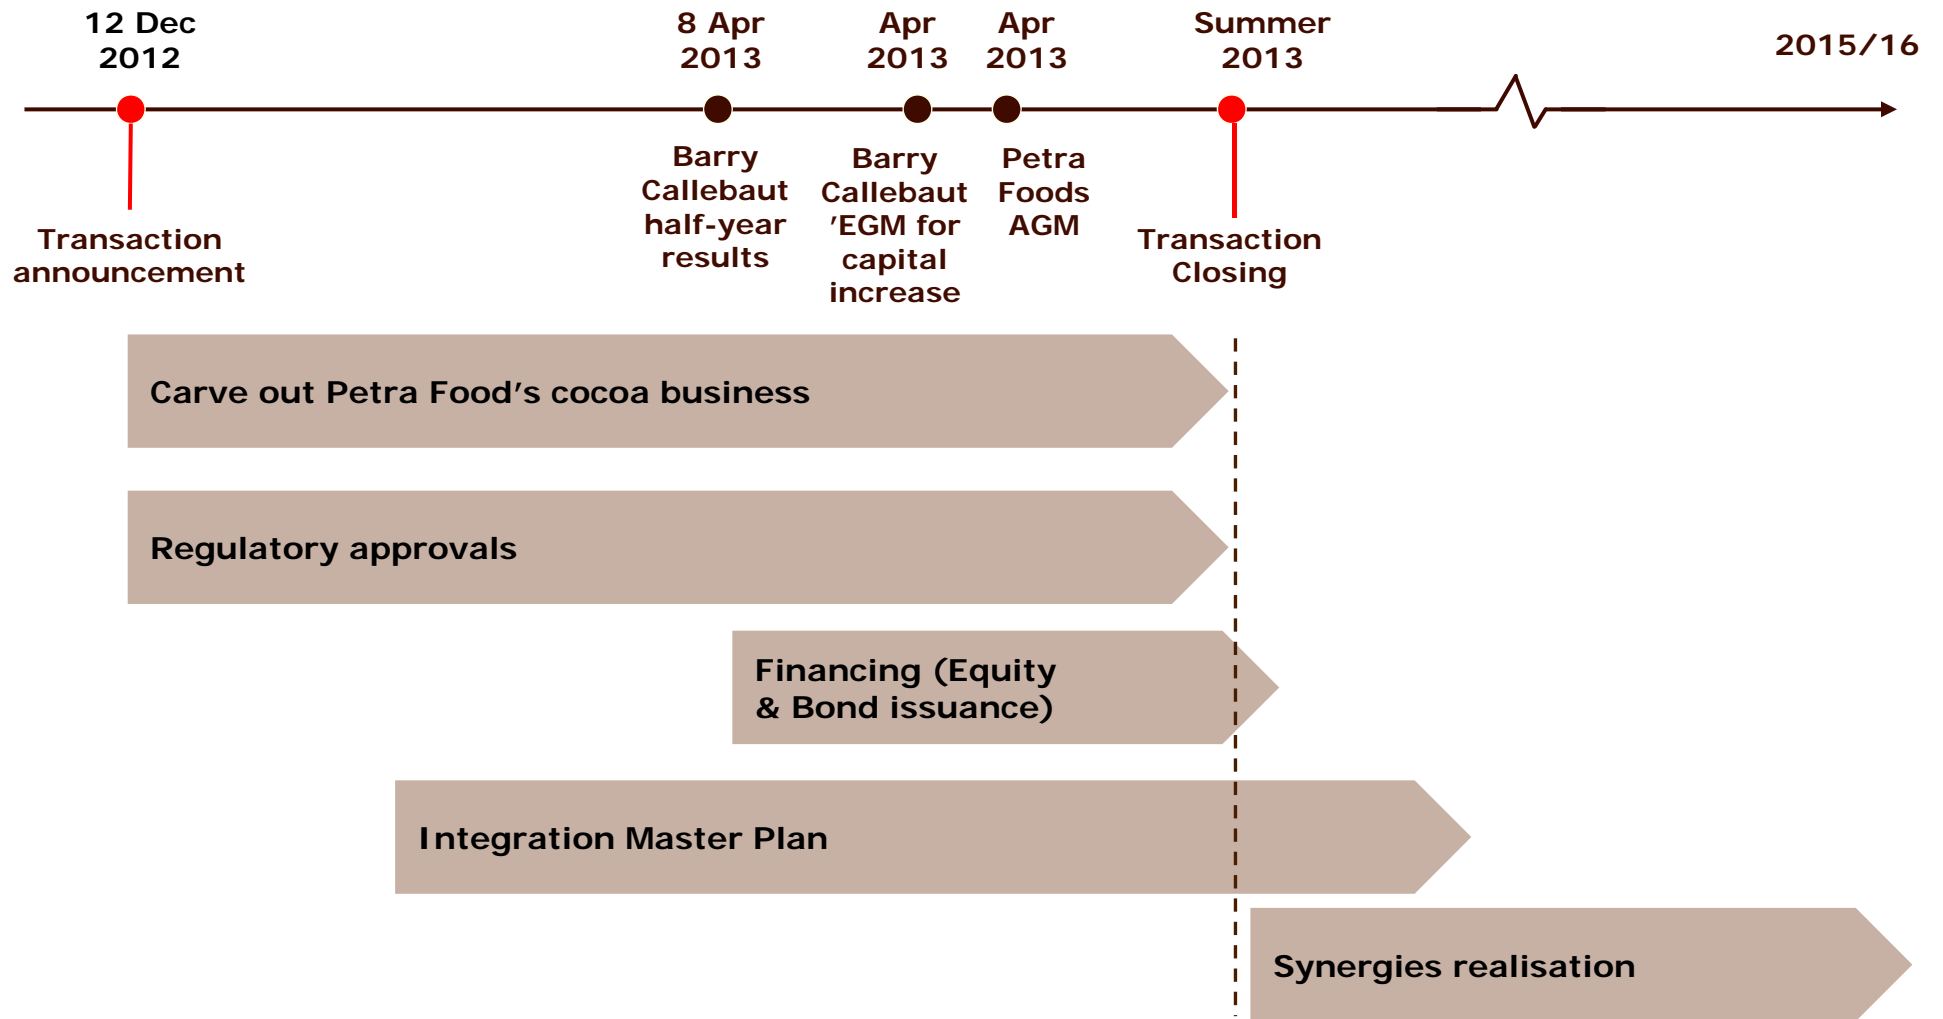 12 Dec
2012
8 Apr
2013
Apr
2013
Apr
2013
Summer
2013
2015/16
Transaction
announcement
Barry
Callebaut
half-year
results
Barry
Callebaut
’EGM for
capital
increase
Petra
Foods
AGM
Transaction
Closing
Carve out Petra Food’s cocoa business
Regulatory approvals
Financing (Equity
& Bond issuance)
Integration Master Plan
Synergies realisation